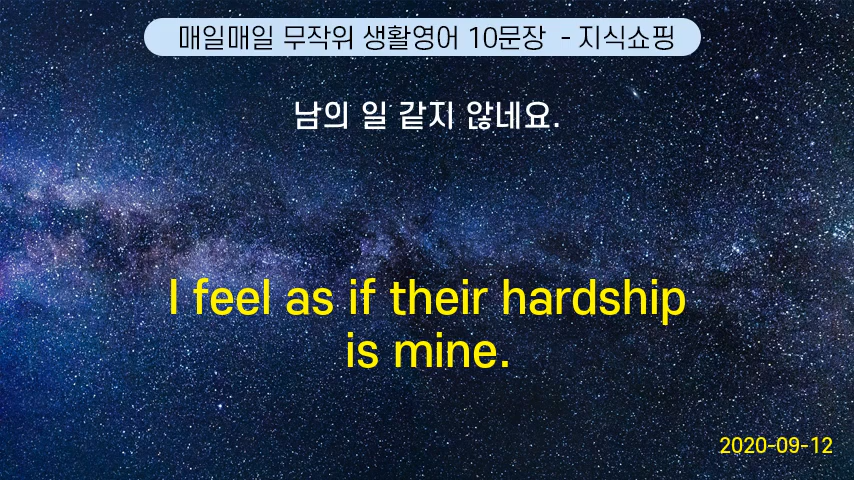 매일매일 무작위 생활영어 10문장 - 지식쇼핑
남의 일 같지 않네요.
I feel as if their hardship
is mine.
2020-09-12